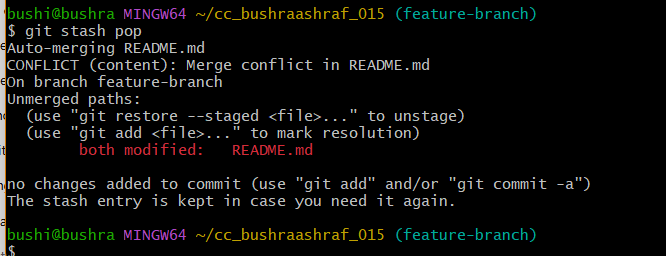 bushi@bushra MINGW64 ~/cc_bushraashraf_015 (feature-branch)
$ git stash pop
Auto-merging README.md
CONFLICT (content): Merge conflict in README.md
On branch feature-branch
Unmerged paths:
  (use "git restore --staged <file>..." to unstage)
  (use "git add <file>..." to mark resolution)
        both modified:   README.md

no changes added to commit (use "git add" and/or "git commit -a")
The stash entry is kept in case you need it again.

bushi@bushra MINGW64 ~/cc_bushraashraf_015 (feature-branch)
$